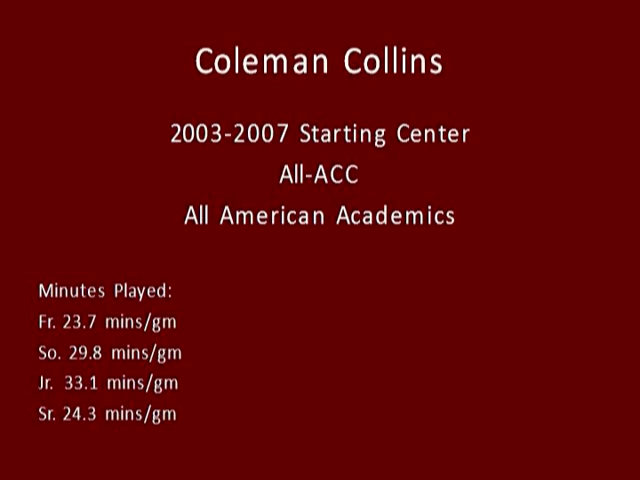 Coleman Collins
2003-2007 Starting Center
All-ACC
All American Academics
Minutes Played:
Fr. 23.7 mins/gm
So. 29.8 mins/gm
Jr. 33.1 mins/gm
Sr. 24.3 mins/gm